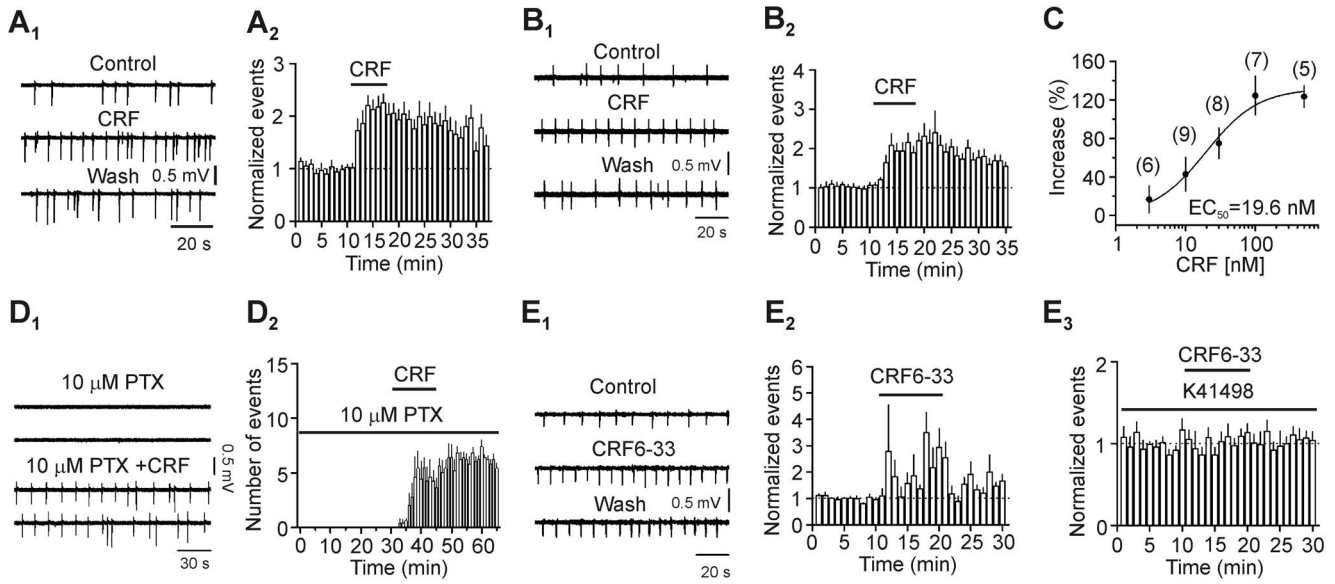 A1
Control
CRF
Wash
0.5 mV
20 s
A2
CRF
Normalized events
3
2
1
0
0 5 10 15 20 25 30 35
Time (min)
B1
Control
CRF
Wash
0.5 mV
20 s
B2
CRF
Normalized events
4
3
2
1
0
0 5 10 15 20 25 30 35
Time (min)
C
Increase (%)
160
120
80
40
0
(6)
(9)
(8)
(7)
(5)
EC50=19.6 nM
1 10 100
CRF [nM]
D1
10 μM PTX
10 μM PTX +CRF
0.5 mV
30 s
D2
CRF
10 μM PTX
Number of events
15
10
5
0
0 10 20 30 40 50 60
Time (min)
E1
Control
CRF6-33
Wash
0.5 mV
20 s
E2
CRF6-33
Normalized events
6
5
4
3
2
1
0
0 5 10 15 20 25 30
Time (min)
E3
CRF6-33
K41498
Normalized events
2
1
0
0 5 10 15 20 25 30
Time (min)